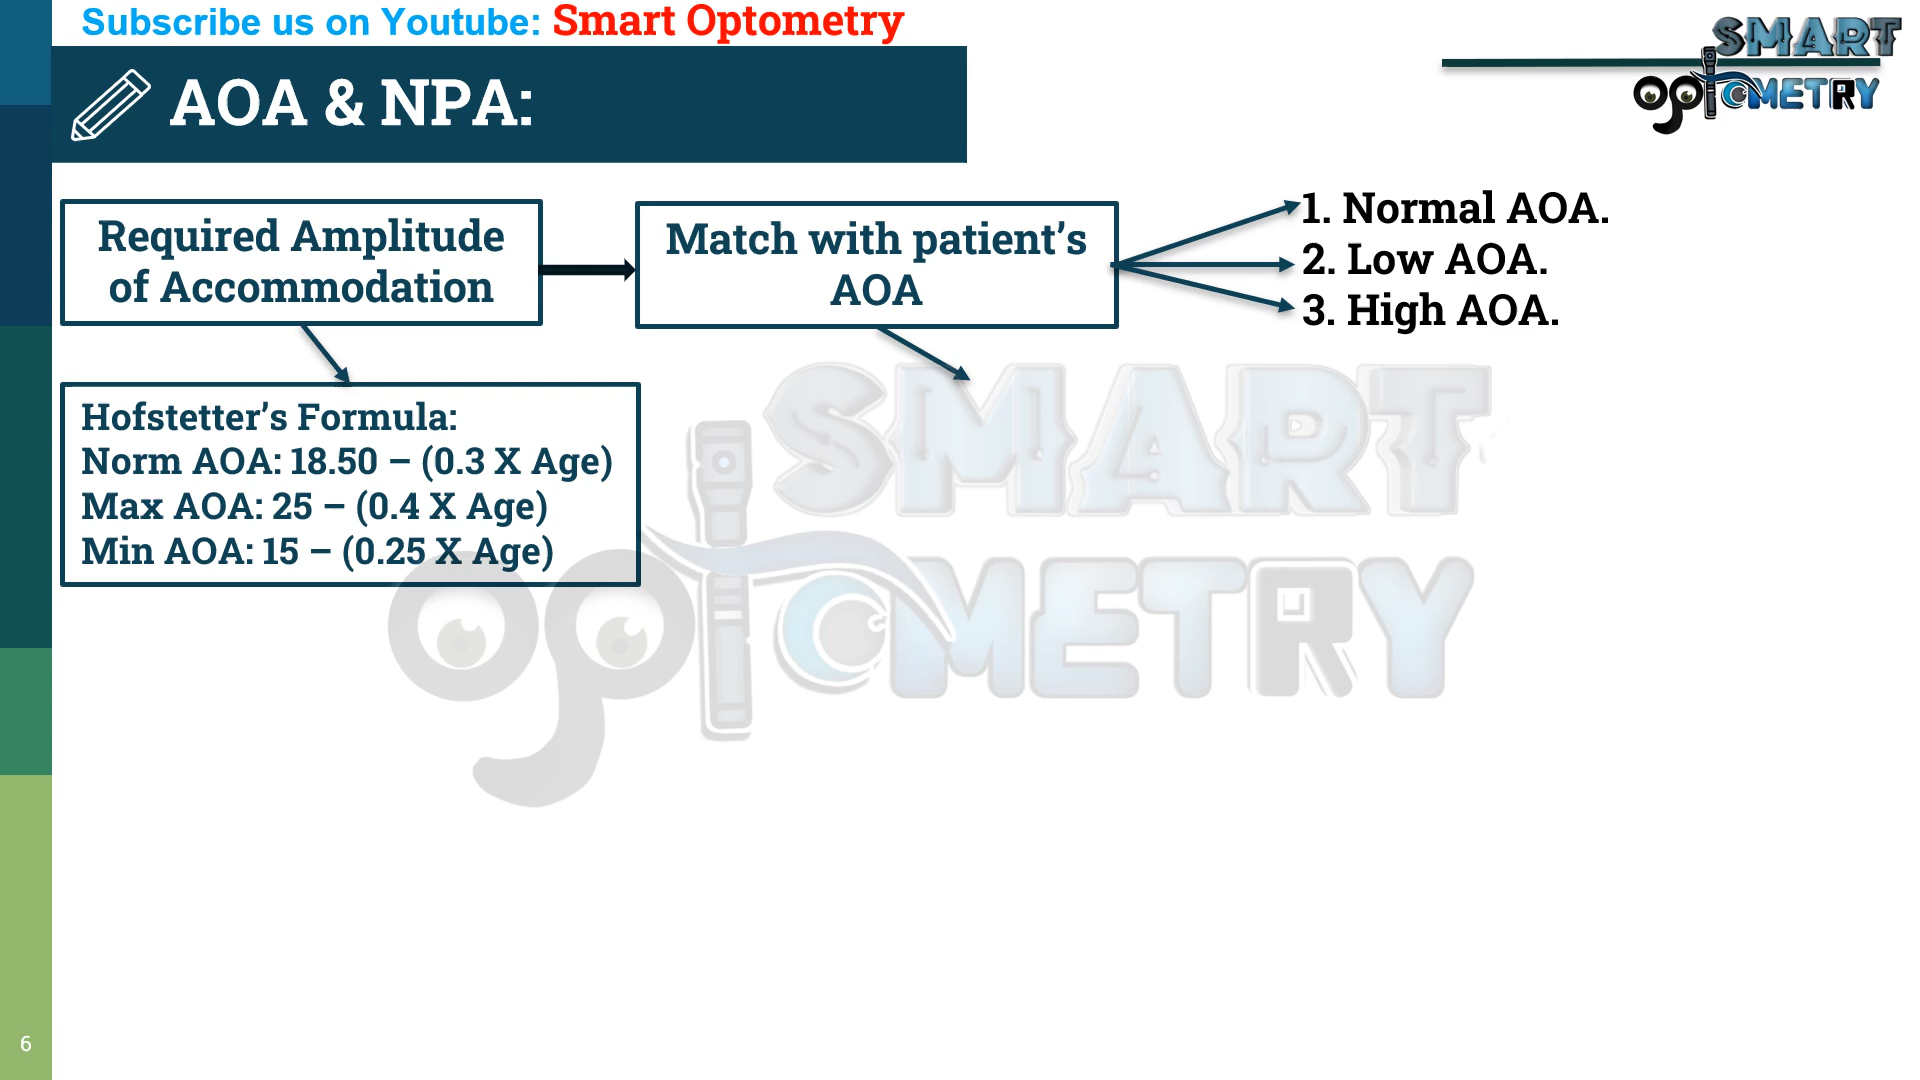 Subscribe us on Youtube: Smart Optometry
SMART
OptOMETRY
AOA & NPA:
Required Amplitude
of Accommodation
Match with patient’s
AOA
1. Normal AOA.
2. Low AOA.
3. High AOA.
Hofstetter’s Formula:
Norm AOA: 18.50 – (0.3 X Age)
Max AOA: 25 – (0.4 X Age)
Min AOA: 15 – (0.25 X Age)
SMART
OptOMETRY
6